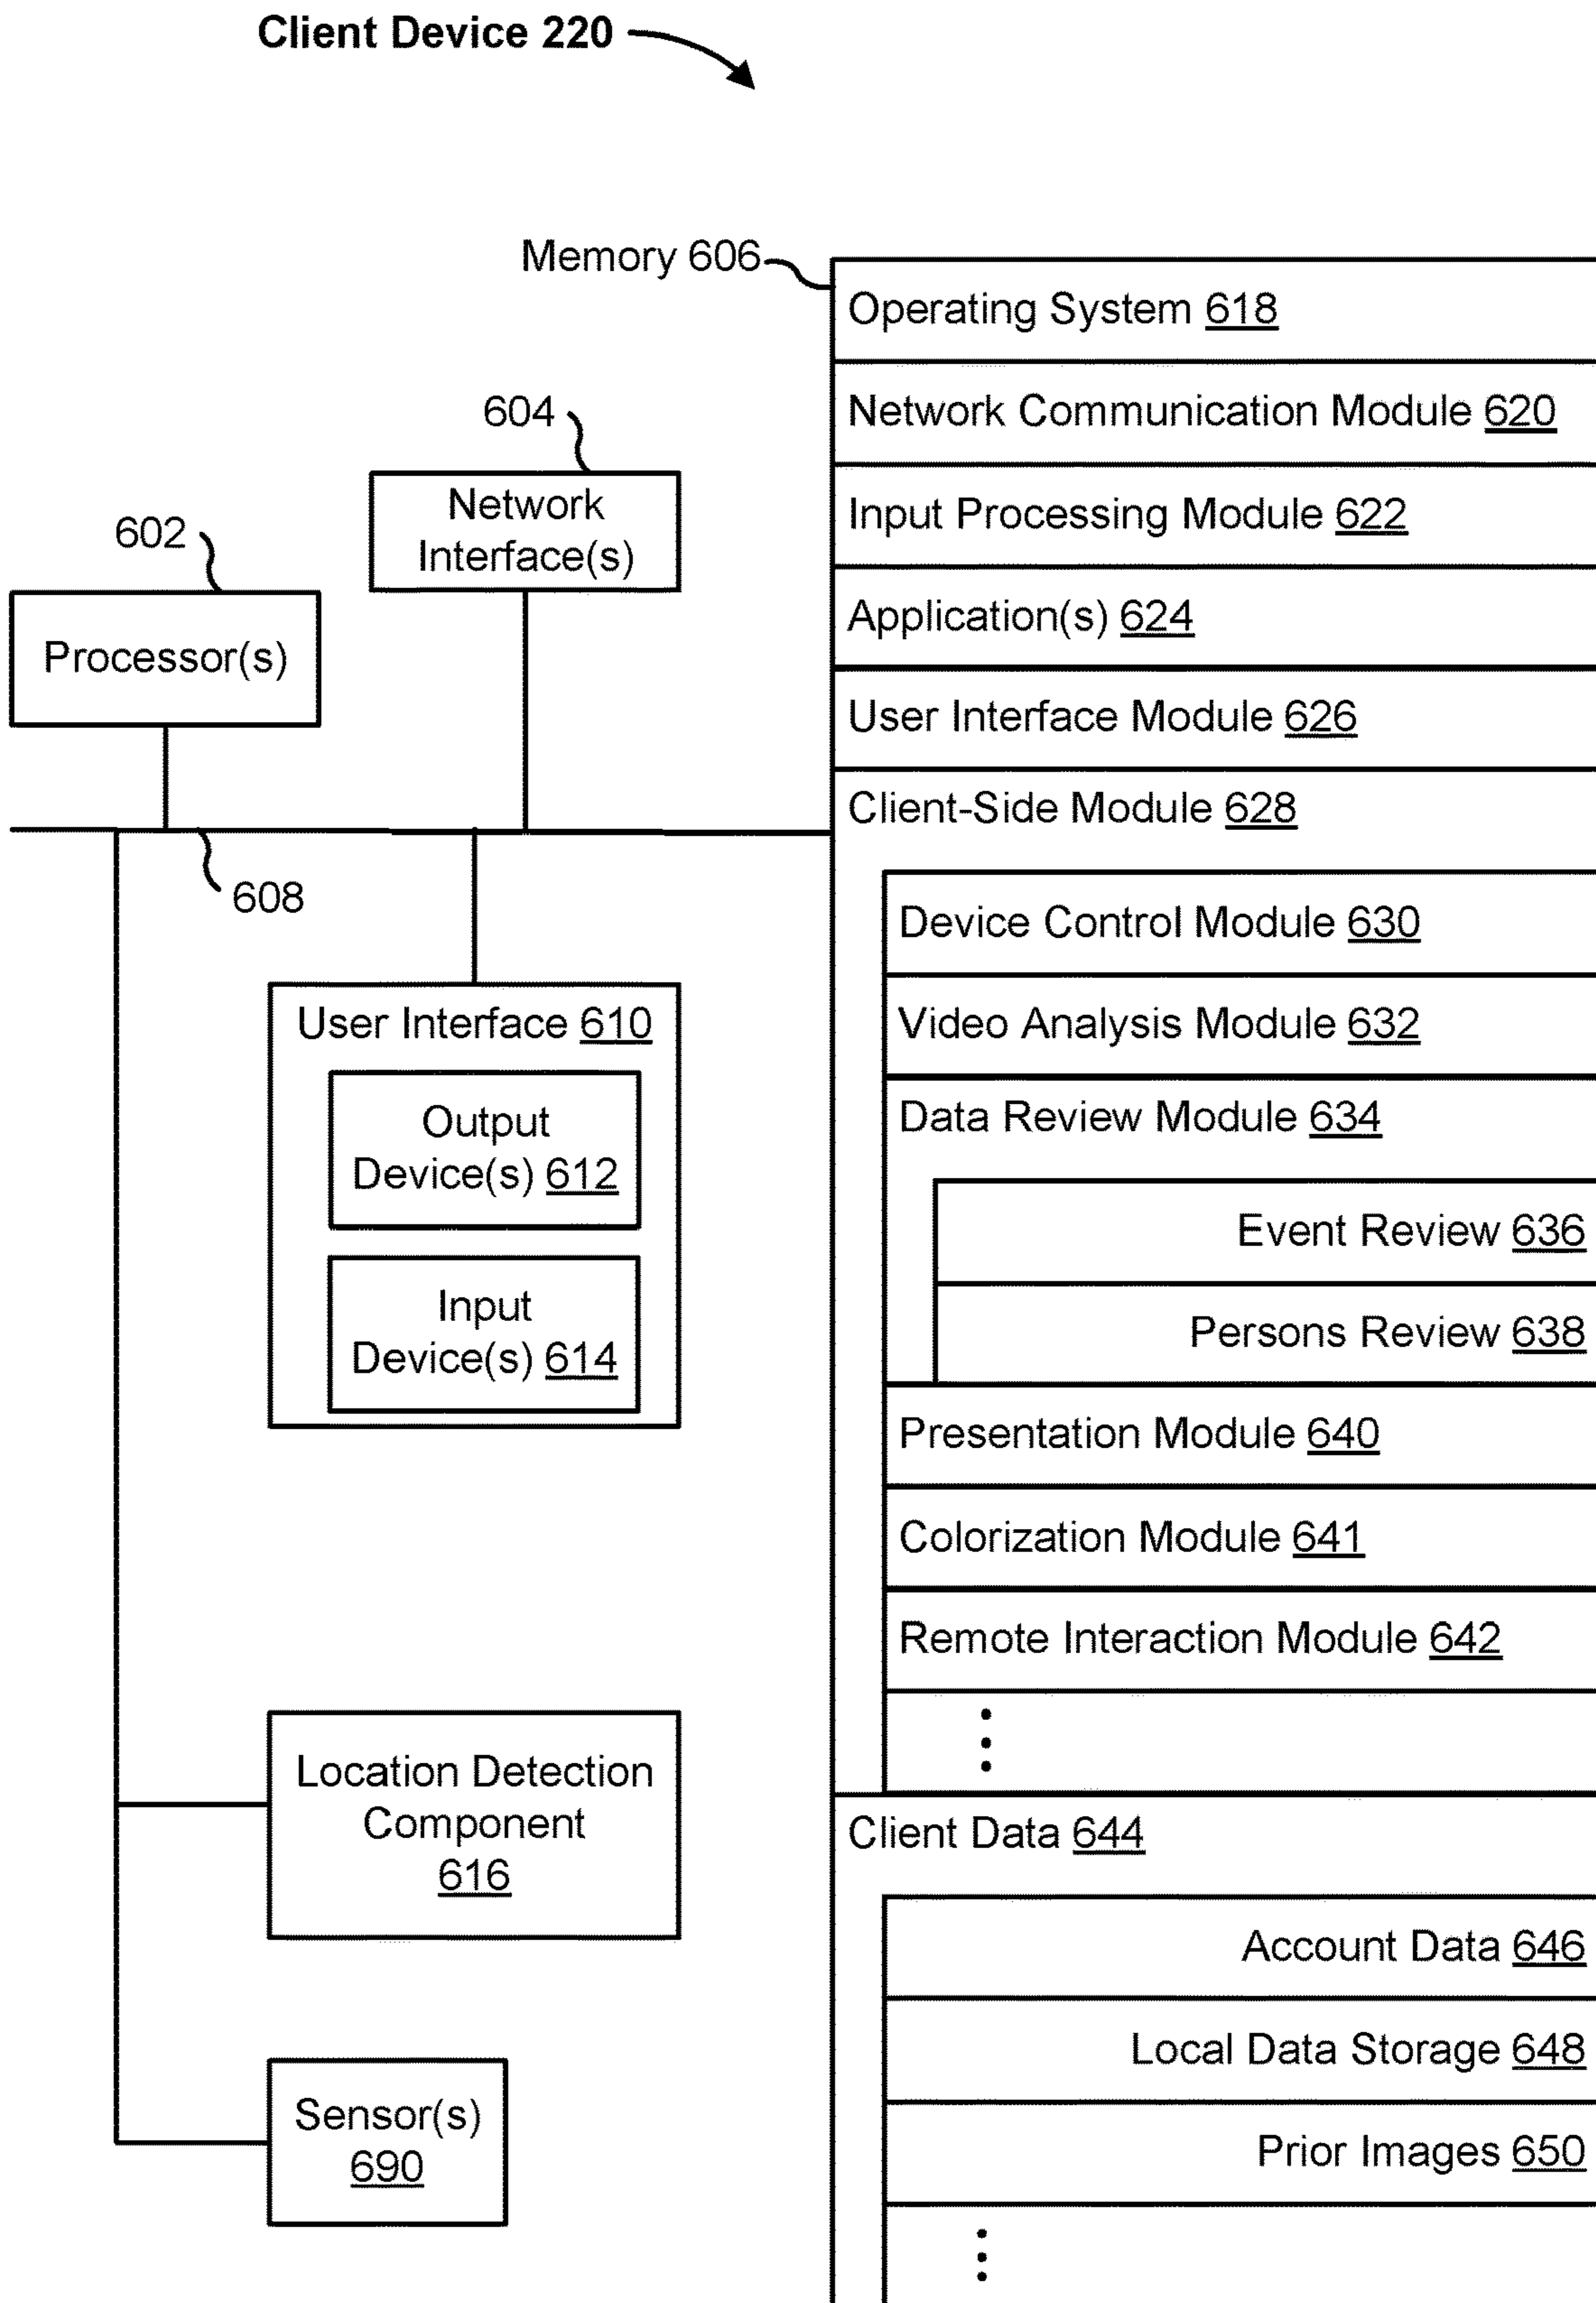 Client Device 220
Memory 606
Operating System 618
Network Communication Module 620
Input Processing Module 622
Application(s) 624
User Interface Module 626
Client-Side Module 628
Device Control Module 630
Video Analysis Module 632
Data Review Module 634
Event Review 636
Persons Review 638
Presentation Module 640
Colorization Module 641
Remote Interaction Module 642
Client Data 644
Account Data 646
Local Data Storage 648
Prior Images 650
604
Network
Interface(s)
602
Processor(s)
608
User Interface 610
Output
Device(s) 612
Input
Device(s) 614
Location Detection
Component
616
Sensor(s)
690